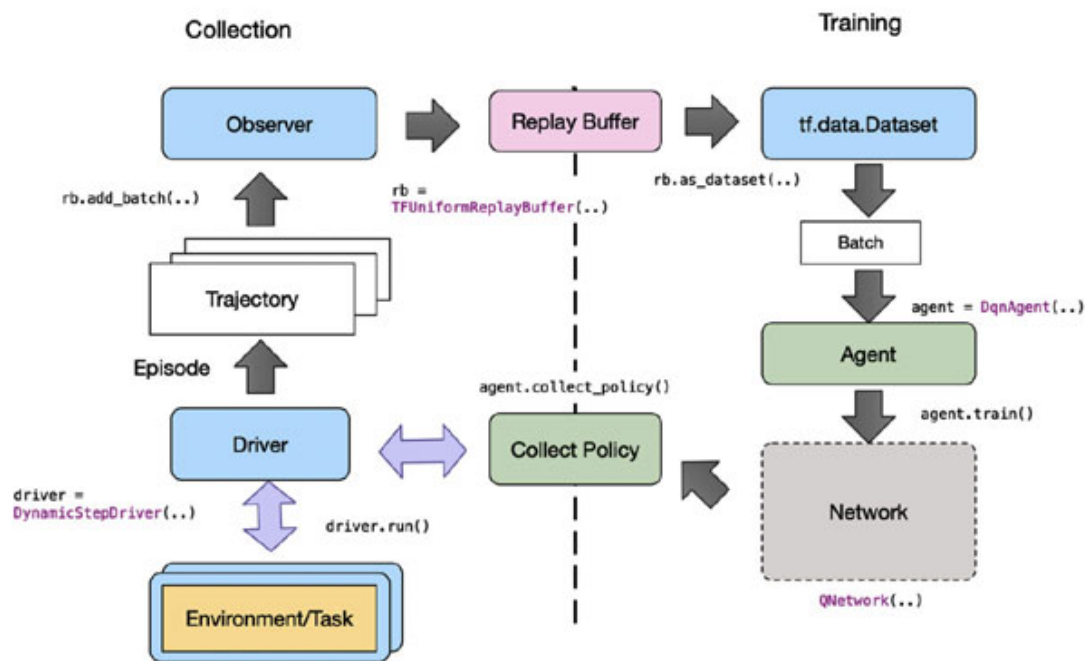 Collection
Training
Observer
Replay Buffer
tf.data.Dataset
rb.add_batch(..)
rb =
TFUniformReplayBuffer(..)
rb.as_dataset(..)
Batch
Trajectory
agent = DqnAgent(..)
Agent
Episode
agent.collect_policy()
agent.train()
Driver
Collect Policy
driver =
DynamicStepDriver(..)
driver.run()
Network
Environment/Task
QNetwork(..)